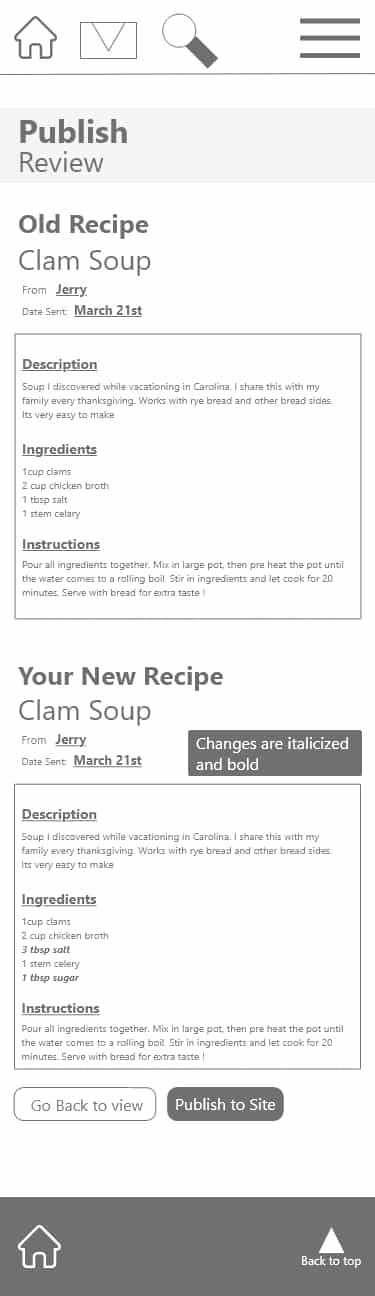 Publish
Review
Old Recipe
Clam Soup
From Jerry
Date Sent: March 21st
Description
Soup I discovered while vacationing in Carolina. I share this with my
family every thanksgiving. Works with rye bread and other bread sides.
Its very easy to make
Ingredients
1cup clams
2 cup chicken broth
1 tbsp salt
1 stem celary
Instructions
Pour all ingredients together. Mix in large pot, then pre heat the pot until
the water comes to a rolling boil. Stir in ingredients and let cook for 20
minutes. Serve with bread for extra taste !
Your New Recipe
Clam Soup
From Jerry
Date Sent: March 21st
Changes are italicized
and bold
Description
Soup I discovered while vacationing in Carolina. I share this with my
family every thanksgiving. Works with rye bread and other bread sides.
Its very easy to make
Ingredients
1cup clams
2 cup chicken broth
3 tbsp salt
1 stem celery
1 tbsp sugar
Instructions
Pour all ingredients together. Mix in large pot, then pre heat the pot until
the water comes to a rolling boil. Stir in ingredients and let cook for 20
minutes. Serve with bread for extra taste !
Go Back to view
Publish to Site
Back to top